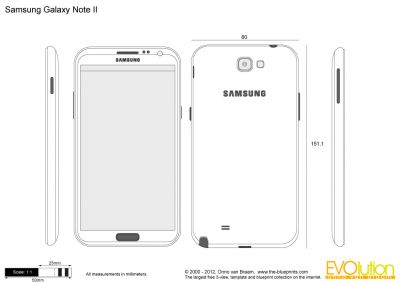 Samsung Galaxy Note II
80
SAMSUNG
SAMSUNG
151.1
25mm
Scale: 1:1
50mm
All measurements in millimeters
© 2000 - 2012, Onno van Braam, www.the-blueprints.com
The largest free 3-view, template and blueprint collection on the internet
EVOlution